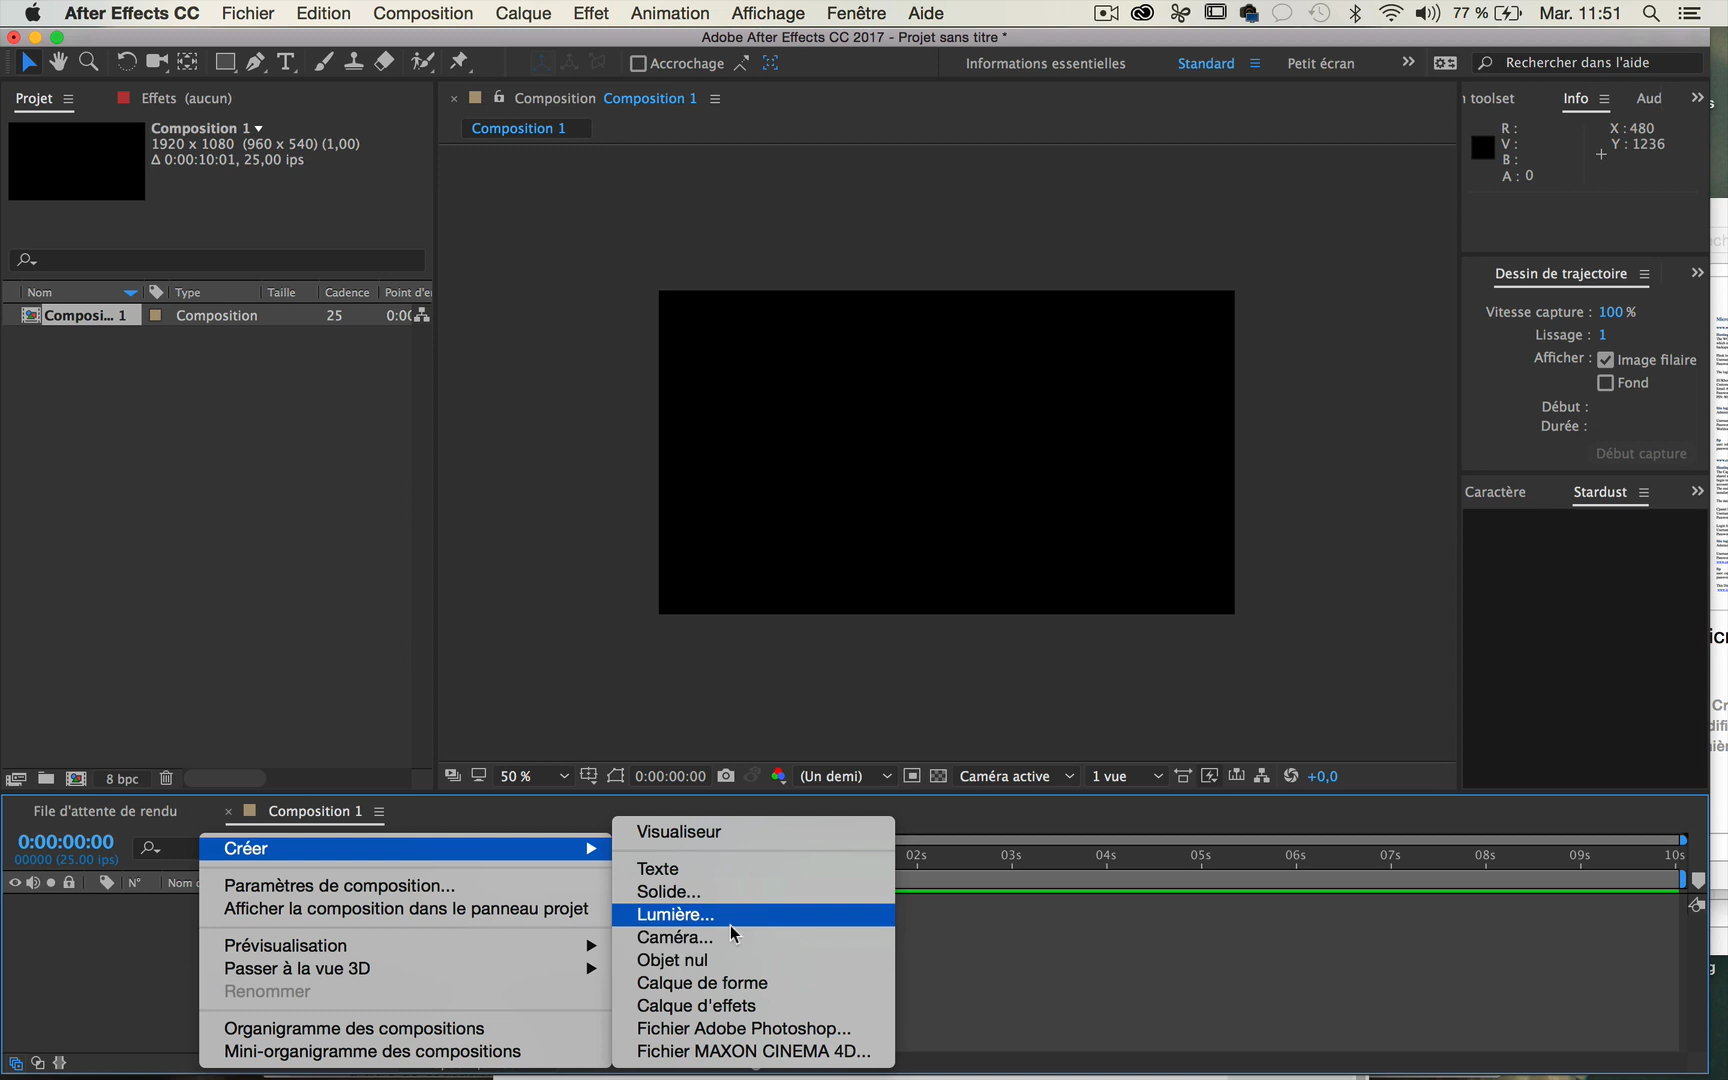 After Effects CC Fichier Edition Composition Calque Effet Animation Affichage Fenêtre Aide 77 % Mar. 11:51
Adobe After Effects CC 2017 - Projet sans titre *
Accrochage Informations essentielles Standard Petit écran Rechercher dans l'aide
Projet Effets (aucun)
Composition 1
1920 x 1080 (960 x 540) (1,00)
Δ 0:00:10:01, 25,00 ips
Nom Type Taille Cadence Point d'e
Composi... 1 Composition 25 0:00
8 bpc
Composition Composition 1
Composition 1
50 % 0:00:00:00 (Un demi) Caméra active 1 vue +0,0
toolset Info Aud
R :
V :
B :
A : 0
X : 480
Y : 1236
Dessin de trajectoire
Vitesse capture : 100 %
Lissage : 1
Afficher : Image filaire
Fond
Début :
Durée :
Début capture
Caractère Stardust
File d'attente de rendu Composition 1
0:00:00:00
00000 (25.00 ips)
N° Nom
02s 03s 04s 05s 06s 07s 08s 09s 10s
Créer
Paramètres de composition...
Afficher la composition dans le panneau projet
Prévisualisation
Passer à la vue 3D
Renommer
Organigramme des compositions
Mini-organigramme des compositions
Visualiseur
Texte
Solide...
Lumière...
Caméra...
Objet nul
Calque de forme
Calque d'effets
Fichier Adobe Photoshop...
Fichier MAXON CINEMA 4D...